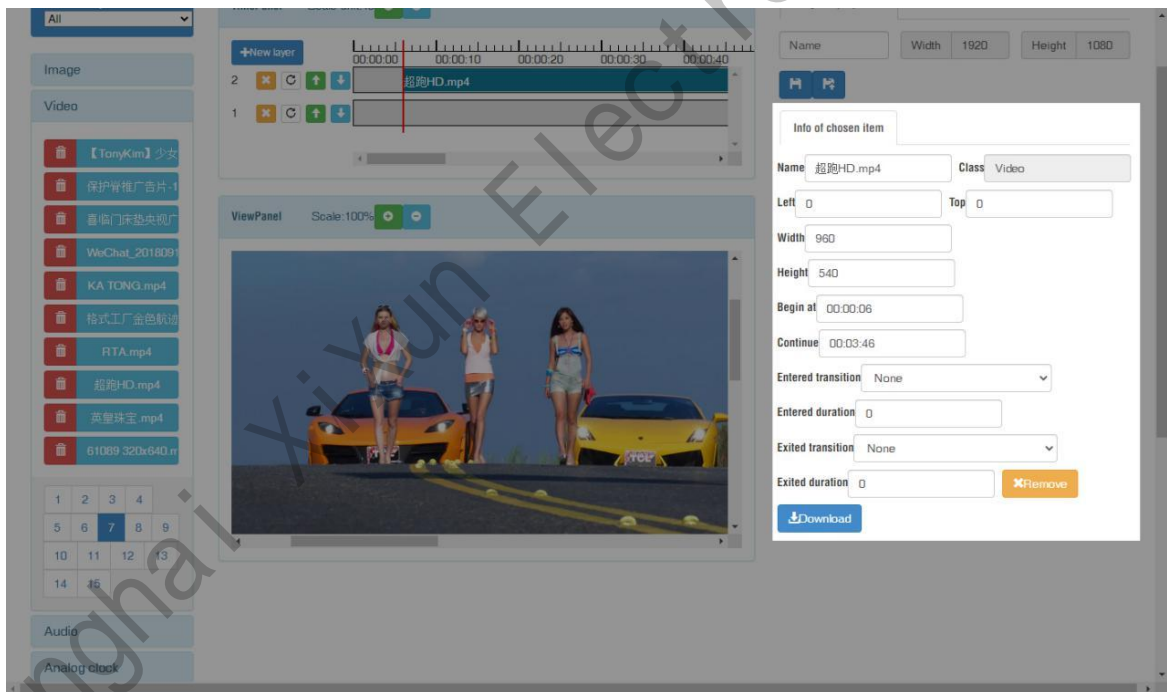 All
Image
Video
【TonyKim】少女
保护脊椎广告片-1
喜临门床垫央视广
WeChat_2018091
KA TONG.mp4
格式工厂金色航迹
RTA.mp4
超跑HD.mp4
英皇珠宝.mp4
61089 320x640.m
1 2 3 4
5 6 7 8 9
10 11 12 13
14 15
Audio
Analog clock
New layer
00:00:00 00:00:10 00:00:20 00:00:30 00:00:40
2 超跑HD.mp4
1
ViewPanel Scale:100%
TCL
Name Width 1920 Height 1080
Info of chosen item
Name 超跑HD.mp4 Class Video
Left 0 Top 0
Width 960
Height 540
Begin at 00:00:06
Continue 00:03:46
Entered transition None
Entered duration 0
Exited transition None
Exited duration 0 Remove
Download
anghai Xixun Electr